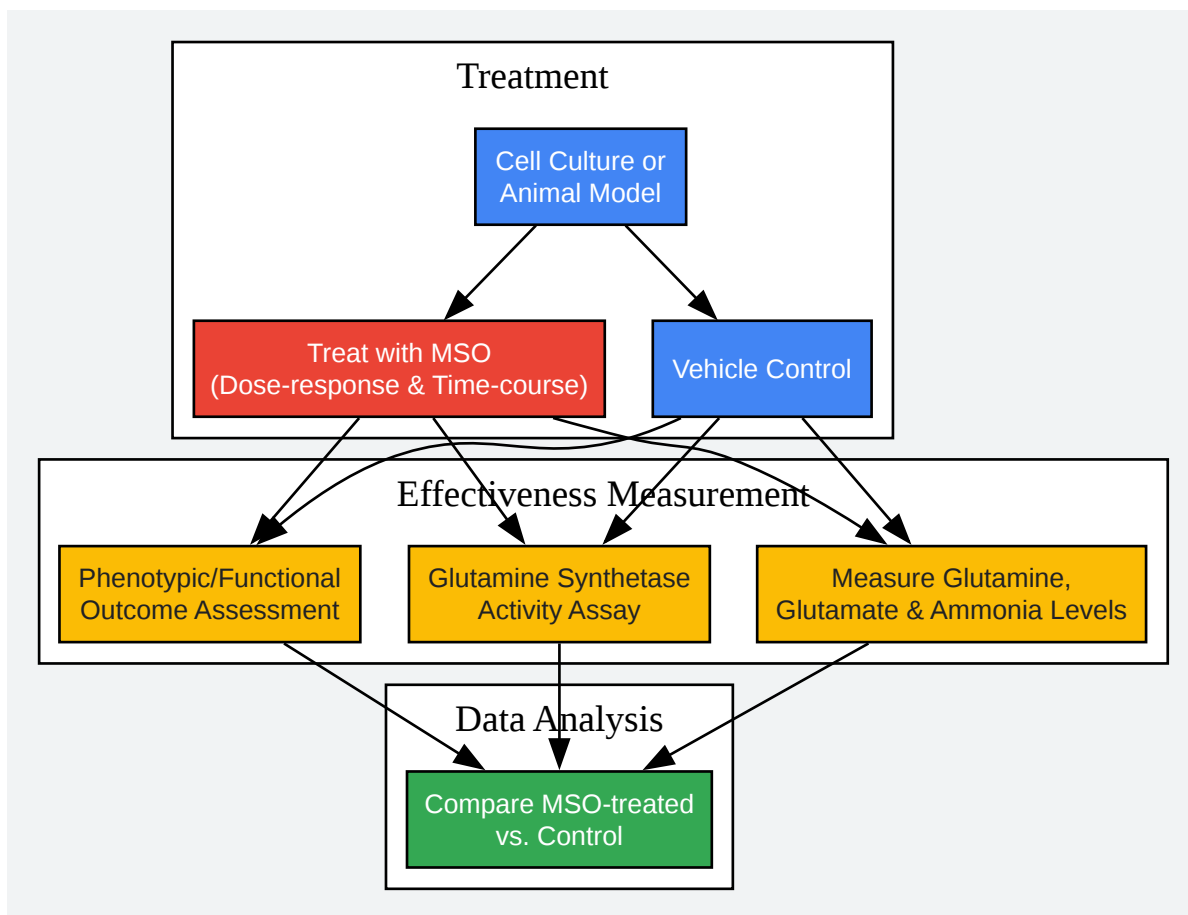 Treatment
Cell Culture or
Animal Model
Treat with MSO
(Dose-response & Time-course)
Vehicle Control
Effectiveness Measurement
Phenotypic/Functional
Outcome Assessment
Glutamine Synthetase
Activity Assay
Measure Glutamine,
Glutamate & Ammonia Levels
Data Analysis
Compare MSO-treated
vs. Control